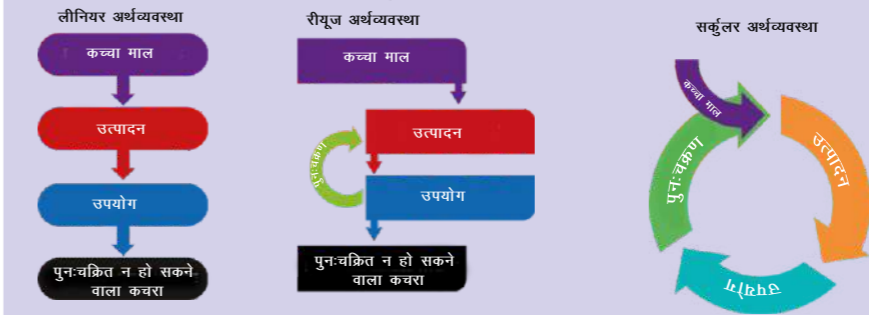 लीनियर अर्थव्यवस्था
कच्चा माल
उत्पादन
उपयोग
पुनःचक्रित न हो सकने
वाला कचरा
रीयूज अर्थव्यवस्था
कच्चा माल
उत्पादन
पुनःचक्रण
उपयोग
पुनःचक्रित न हो सकने
वाला कचरा
सर्कुलर अर्थव्यवस्था
कच्चा माल
उत्पादन
उपयोग
पुनःचक्रण